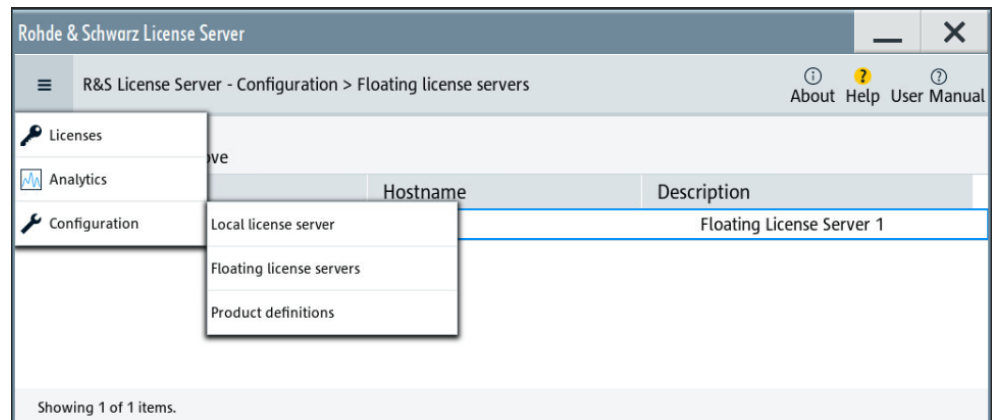 Rohde & Schwarz License Server
R&S License Server - Configuration > Floating license servers
About Help User Manual
Licenses
Analytics
Hostname Description
Configuration
Local license server
Floating License Server 1
Floating license servers
Product definitions
Showing 1 of 1 items.